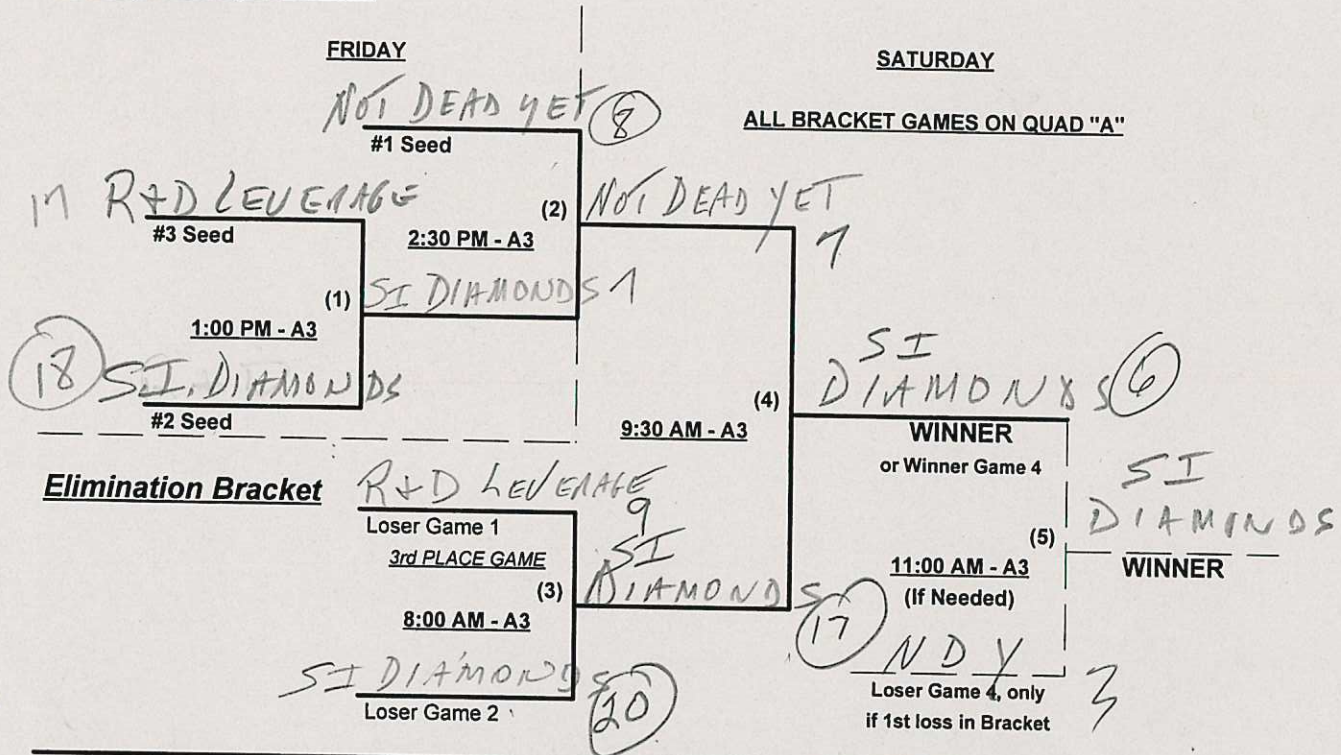 FRIDAY
SATURDAY
NOT DEAD YET 8
ALL BRACKET GAMES ON QUAD "A"
#1 Seed
17 R+D LEVERAGE
(2) NOT DEAD YET
#3 Seed
2:30 PM - A3
7
(1) SI DIAMONDS 7
1:00 PM - A3
18 S.I. DIAMONDS
SI
DIAMONDS 6
#2 Seed
(4)
9:30 AM - A3
WINNER
or Winner Game 4
Elimination Bracket
R+D LEVERAGE
9
SI
DIAMONDS
Loser Game 1
3rd PLACE GAME
SI
DIAMONDS
(5)
WINNER
11:00 AM - A3
(If Needed)
(3)
8:00 AM - A3
17
NDY
3
SI DIAMONDS
20
Loser Game 2
Loser Game 4, only
if 1st loss in Bracket